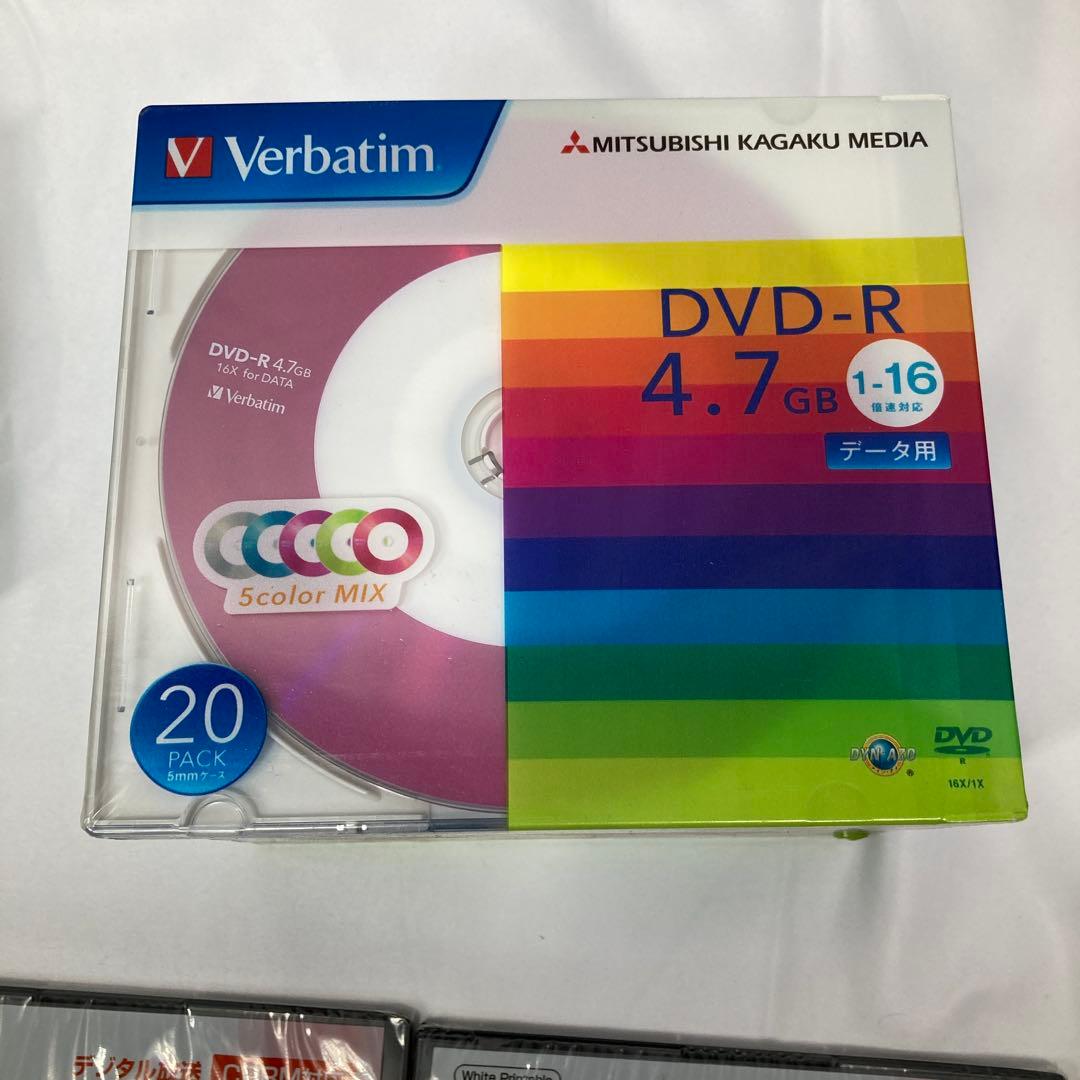 Verbatim
MITSUBISHI KAGAKU MEDIA
DVD-R
4.7GB
1-16
倍速対応
データ用
DVD-R 4.7GB
16X for DATA
Verbatim
5color MIX
20
PACK
5mmケース
DVD
R
16X/1X
デジタル放送
White Printable